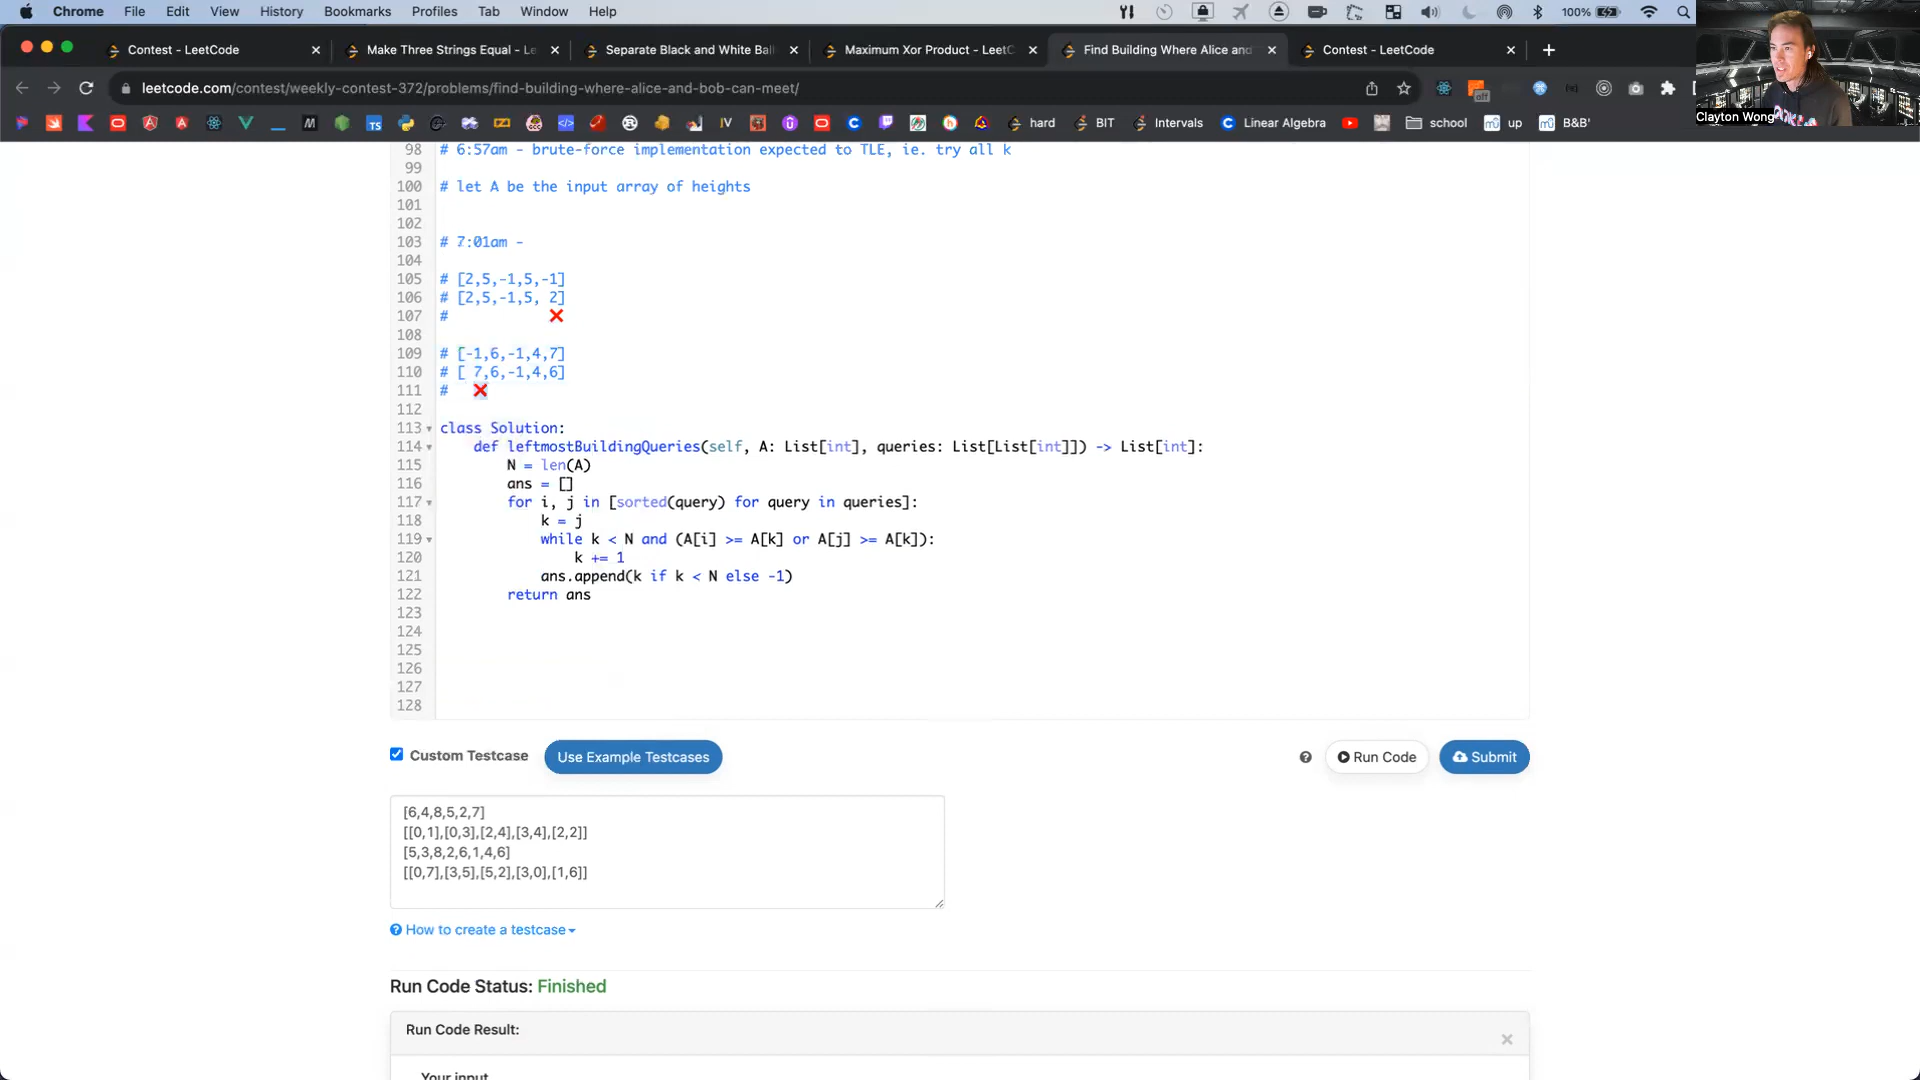 Chrome File Edit View History Bookmarks Profiles Tab Window Help 100%
Contest - LeetCode
Make Three Strings Equal - Le
Separate Black and White Ball
Maximum Xor Product - LeetC
Find Building Where Alice and
Contest - LeetCode
leetcode.com/contest/weekly-contest-372/problems/find-building-where-alice-and-bob-can-meet/
off
Clayton Wong
TS IV hard BIT Intervals Linear Algebra school up B&B'
98 # 6:57am - brute-force implementation expected to TLE, ie. try all k
99
100 # let A be the input array of heights
101
102
103 # 7:01am -
104
105 # [2,5,-1,5,-1]
106 # [2,5,-1,5, 2]
107 # ❌
108
109 # [-1,6,-1,4,7]
110 # [ 7,6,-1,4,6]
111 # ❌
112
113 class Solution:
114 def leftmostBuildingQueries(self, A: List[int], queries: List[List[int]]) -> List[int]:
115 N = len(A)
116 ans = []
117 for i, j in [sorted(query) for query in queries]:
118 k = j
119 while k < N and (A[i] >= A[k] or A[j] >= A[k]):
120 k += 1
121 ans.append(k if k < N else -1)
122 return ans
123
124
125
126
127
128
Custom Testcase Use Example Testcases Run Code Submit
[6,4,8,5,2,7]
[[0,1],[0,3],[2,4],[3,4],[2,2]]
[5,3,8,2,6,1,4,6]
[[0,7],[3,5],[5,2],[3,0],[1,6]]
How to create a testcase
Run Code Status: Finished
Run Code Result:
Your input